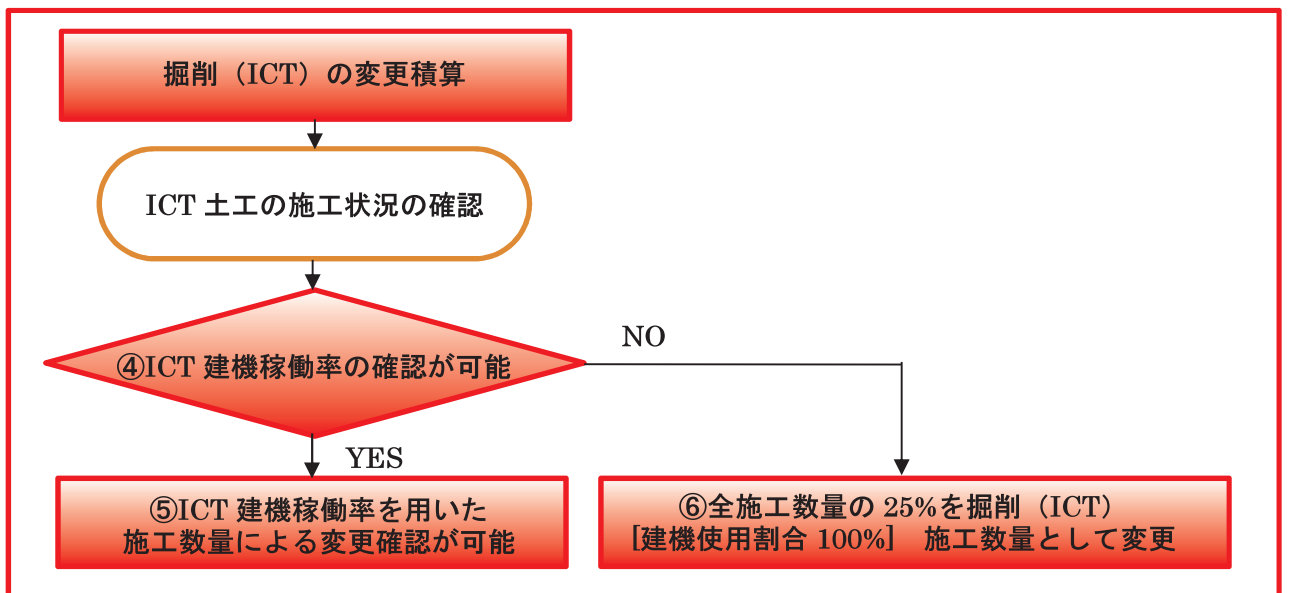 掘削（ICT）の変更積算
ICT 土工の施工状況の確認
④ICT 建機稼働率の確認が可能
NO
YES
⑤ICT 建機稼働率を用いた
施工数量による変更確認が可能
⑥全施工数量の 25%を掘削（ICT）
[建機使用割合 100%]　施工数量として変更